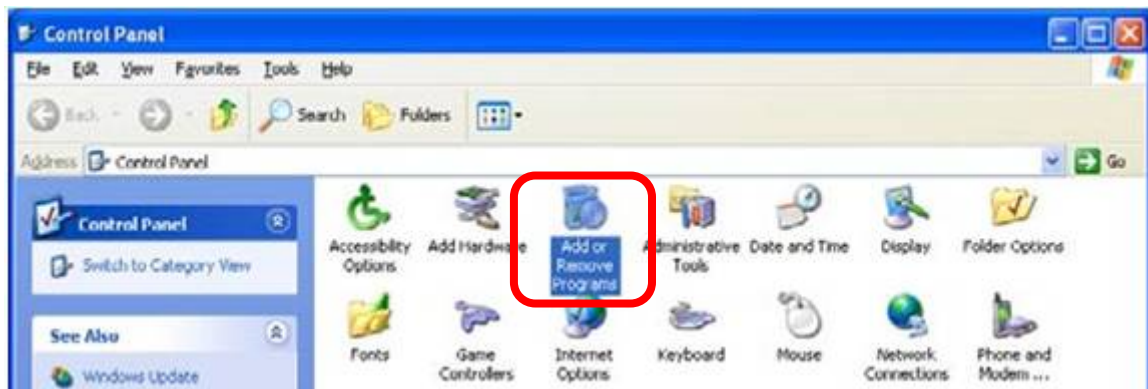 Control Panel
File Edit View Favorites Tools Help
Back Search Folders
Address Control Panel Go
Control Panel
Switch to Category View
See Also
Windows Update
Accessibility Options
Add Hardware
Add or Remove Programs
Administrative Tools
Date and Time
Display
Folder Options
Fonts
Game Controllers
Internet Options
Keyboard
Mouse
Network Connections
Phone and Modem ...